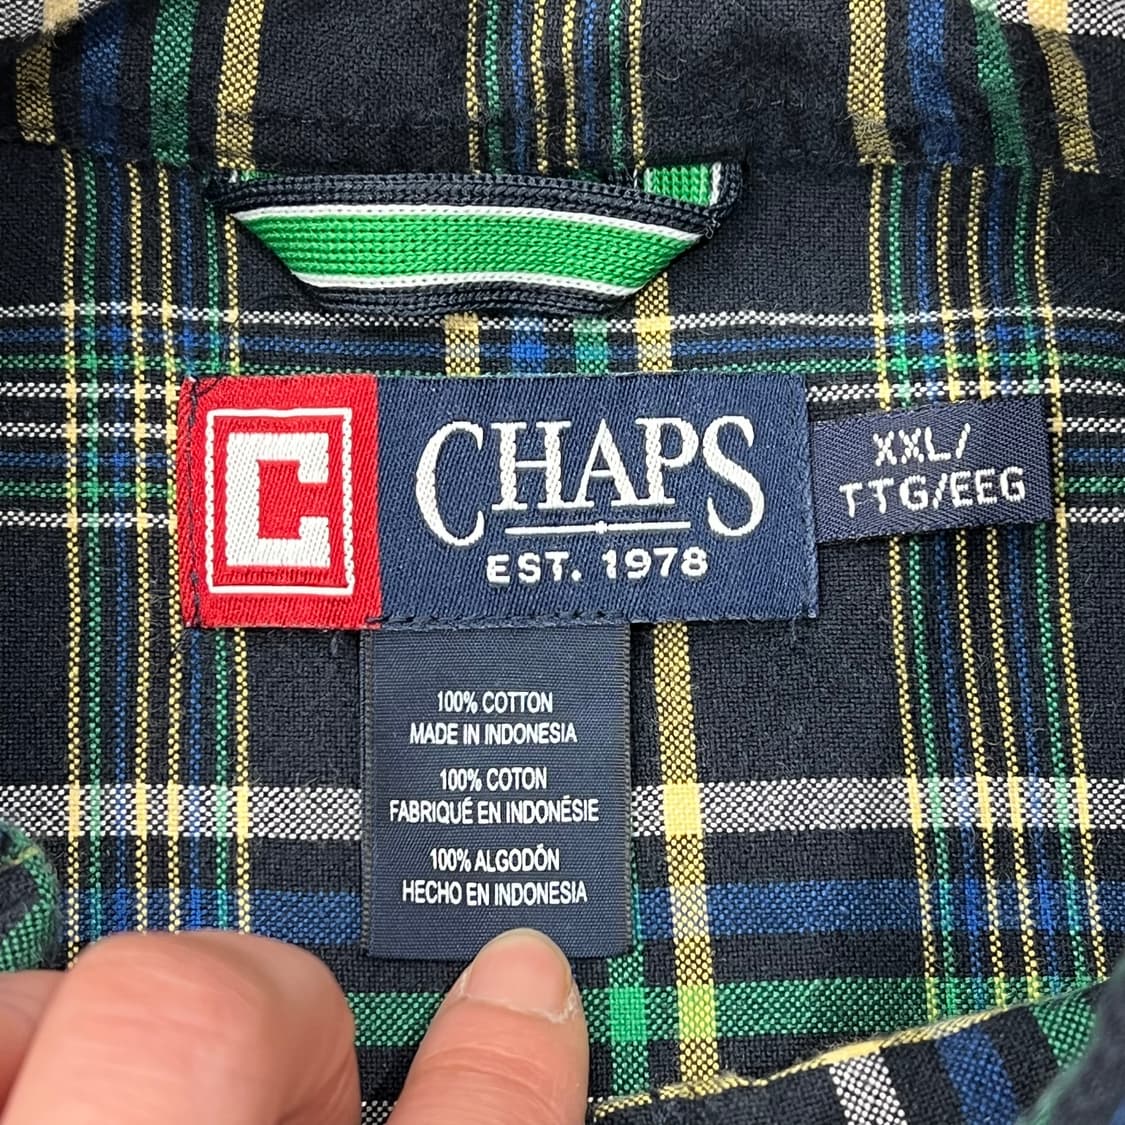 C
CHAPS
EST. 1978
XXL/
TTG/EEG
100% COTTON
MADE IN INDONESIA
100% COTON
FABRIQUÉ EN INDONÉSIE
100% ALGODÓN
HECHO EN INDONESIA